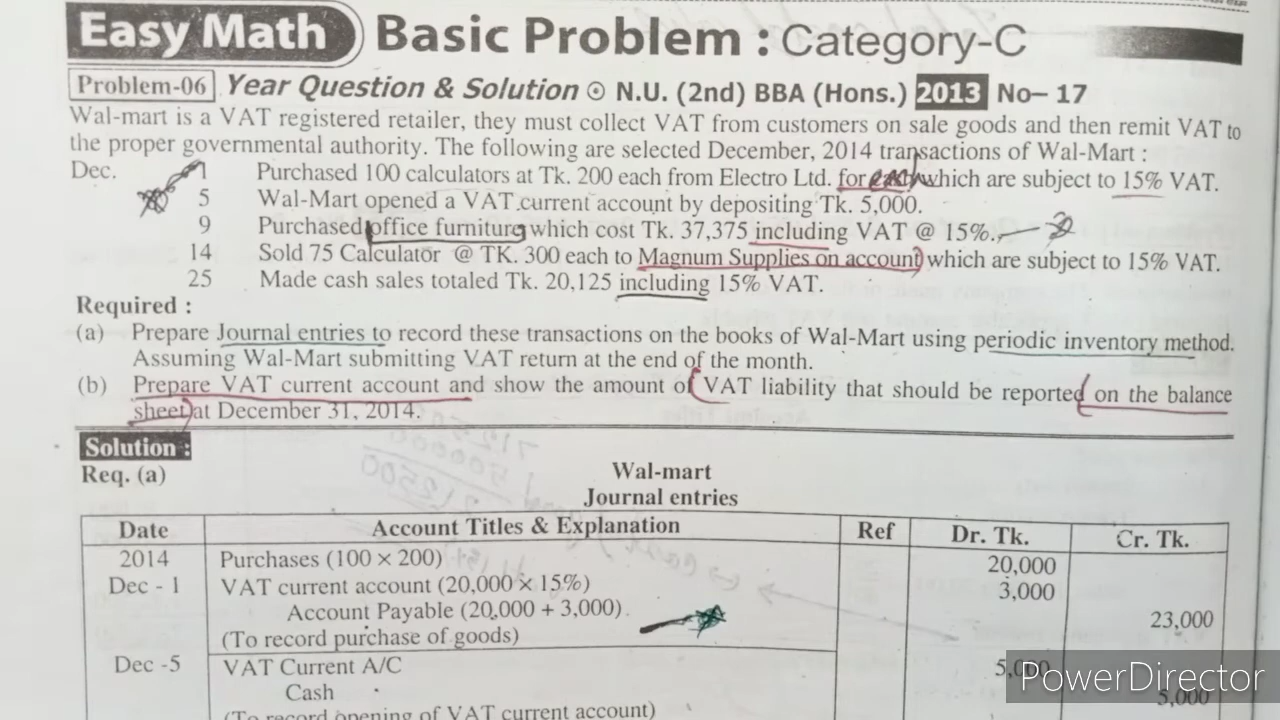 Easy Math Basic Problem : Category-C
Problem-06 Year Question & Solution ⊙ N.U. (2nd) BBA (Hons.) 2013 No– 17
Wal-mart is a VAT registered retailer, they must collect VAT from customers on sale goods and then remit VAT to
the proper governmental authority. The following are selected December, 2014 transactions of Wal-Mart :
Dec. 1 Purchased 100 calculators at Tk. 200 each from Electro Ltd. for which are subject to 15% VAT.
5 Wal-Mart opened a VAT current account by depositing Tk. 5,000.
9 Purchased office furniture which cost Tk. 37,375 including VAT @ 15%.
14 Sold 75 Calculator @ TK. 300 each to Magnum Supplies on account which are subject to 15% VAT.
25 Made cash sales totaled Tk. 20,125 including 15% VAT.
Required :
(a) Prepare Journal entries to record these transactions on the books of Wal-Mart using periodic inventory method.
Assuming Wal-Mart submitting VAT return at the end of the month.
(b) Prepare VAT current account and show the amount of VAT liability that should be reported on the balance
sheet at December 31, 2014.
Solution :
Req. (a) Wal-mart
Journal entries
Date Account Titles & Explanation Ref Dr. Tk. Cr. Tk.
2014 Purchases (100 × 200) 20,000
Dec - 1 VAT current account (20,000 × 15%) 3,000
Account Payable (20,000 + 3,000). 23,000
(To record purchase of goods)
Dec -5 VAT Current A/C 5,000
Cash 5,000
(To record opening of VAT current account)
PowerDirector